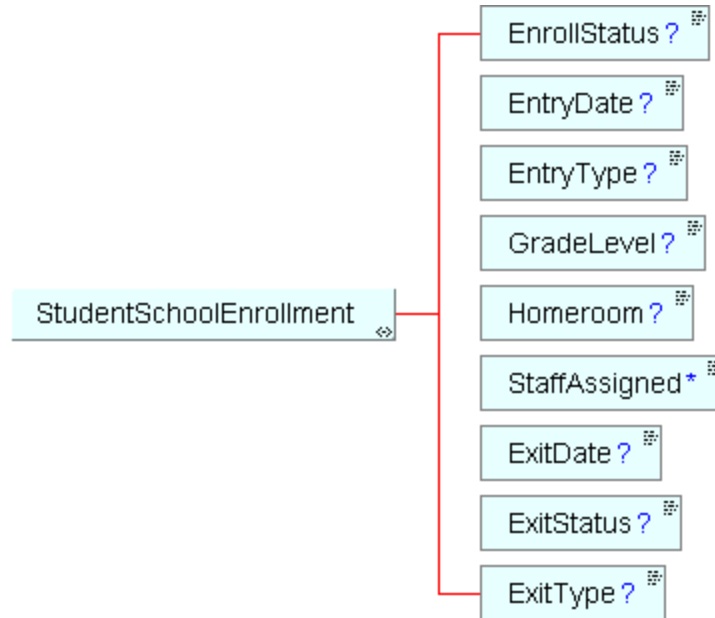 EnrollStatus?
EntryDate?
EntryType?
GradeLevel?
StudentSchoolEnrollment
Homeroom?
StaffAssigned*
ExitDate?
ExitStatus?
ExitType?